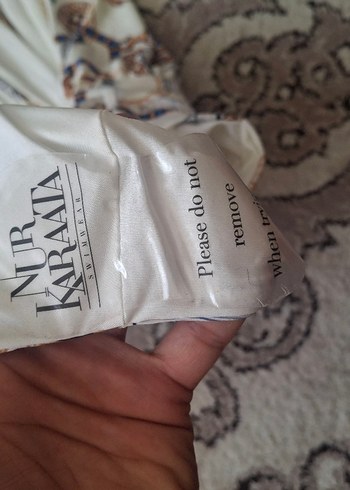 NUR
KARAATA
SWIMWEAR
Please do not
remove
when